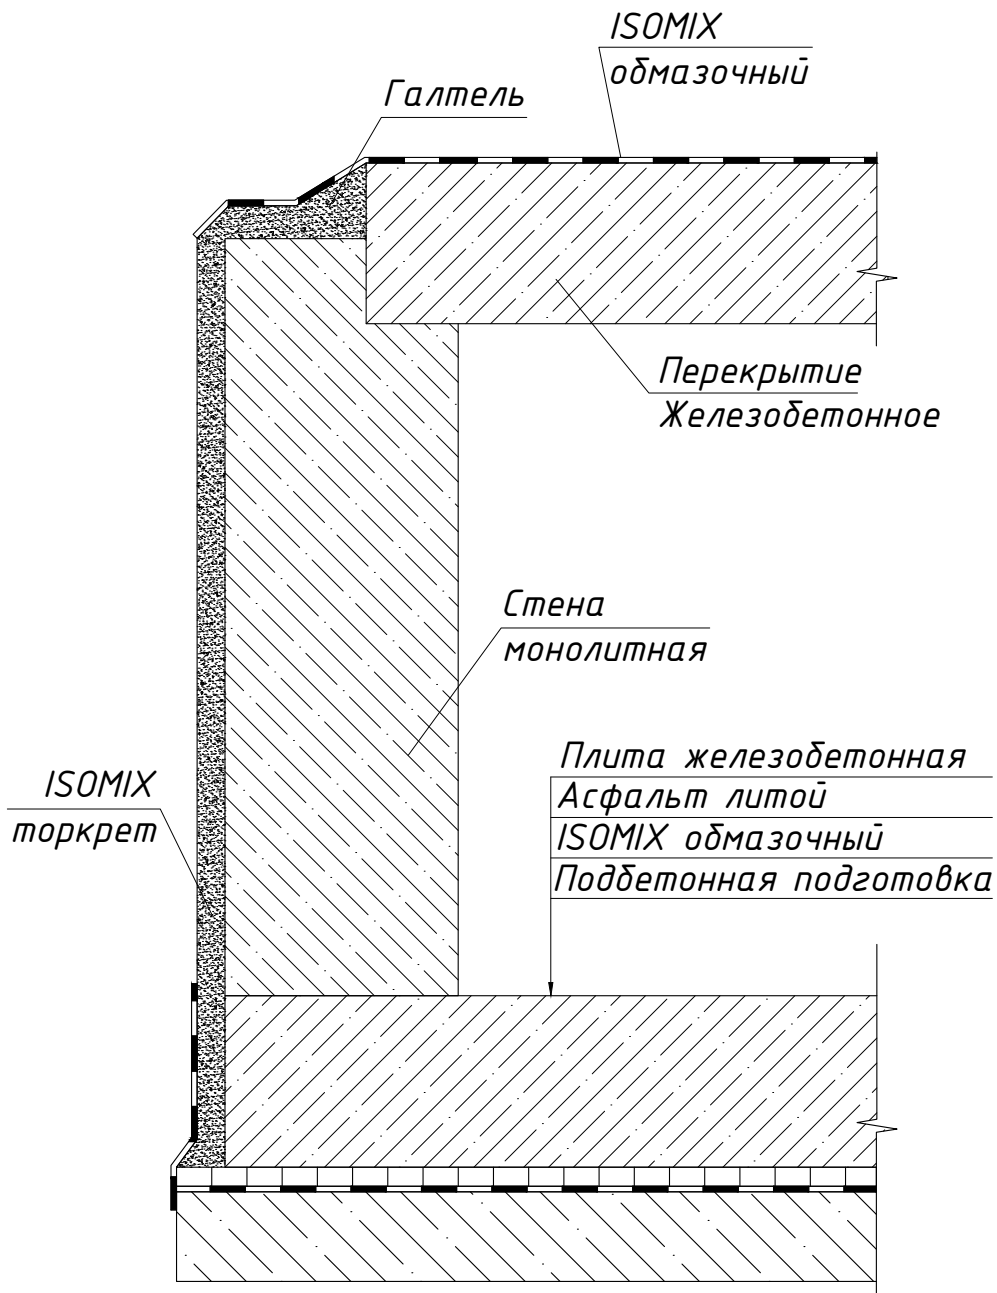 ISOMIX
обмазочный
Галтель
Перекрытие
Железобетонное
Стена
монолитная
Плита железобетонная
Асфальт литой
ISOMIX обмазочный
Подбетонная подготовка
ISOMIX
торкрет